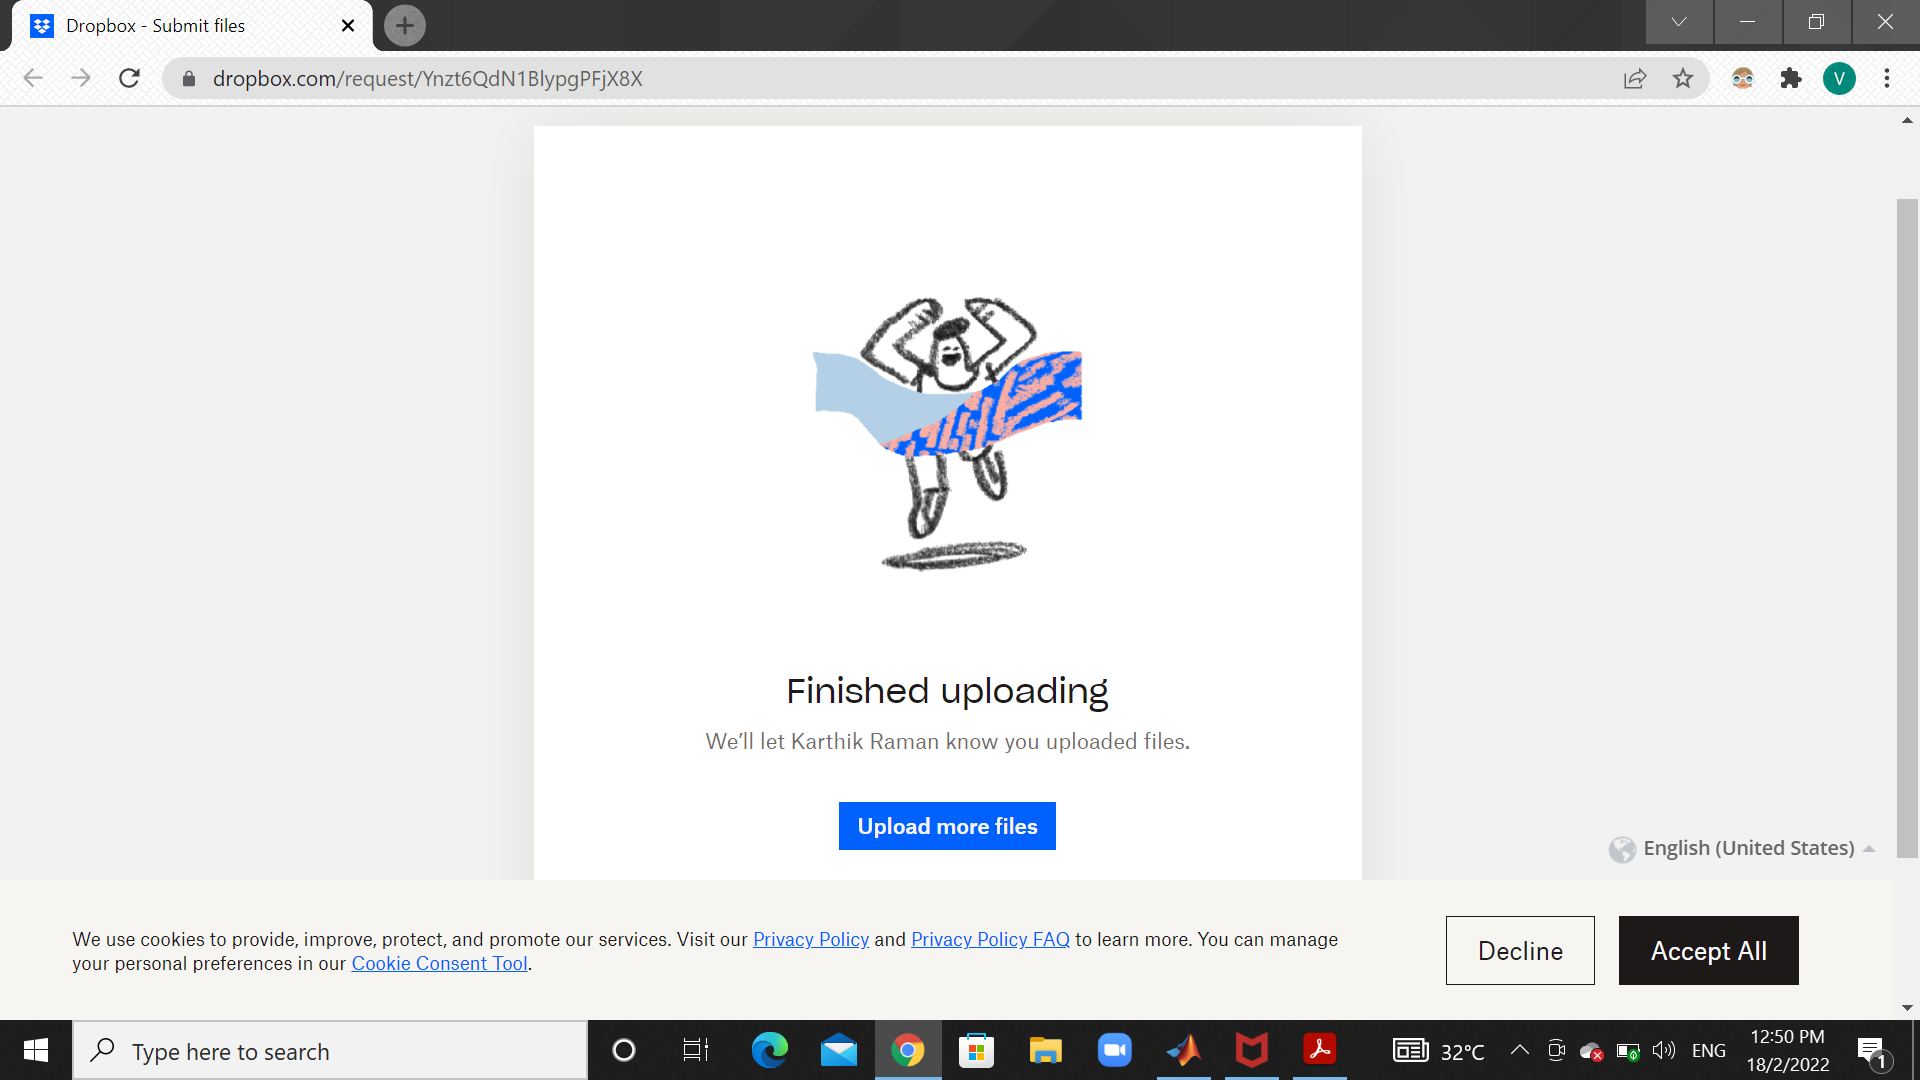 Dropbox - Submit files
dropbox.com/request/Ynzt6QdN1BlypgPFjX8X
V
Finished uploading
We’ll let Karthik Raman know you uploaded files.
Upload more files
English (United States)
We use cookies to provide, improve, protect, and promote our services. Visit our Privacy Policy and Privacy Policy FAQ to learn more. You can manage
your personal preferences in our Cookie Consent Tool.
Decline
Accept All
Type here to search
32°C
ENG
12:50 PM
18/2/2022
1